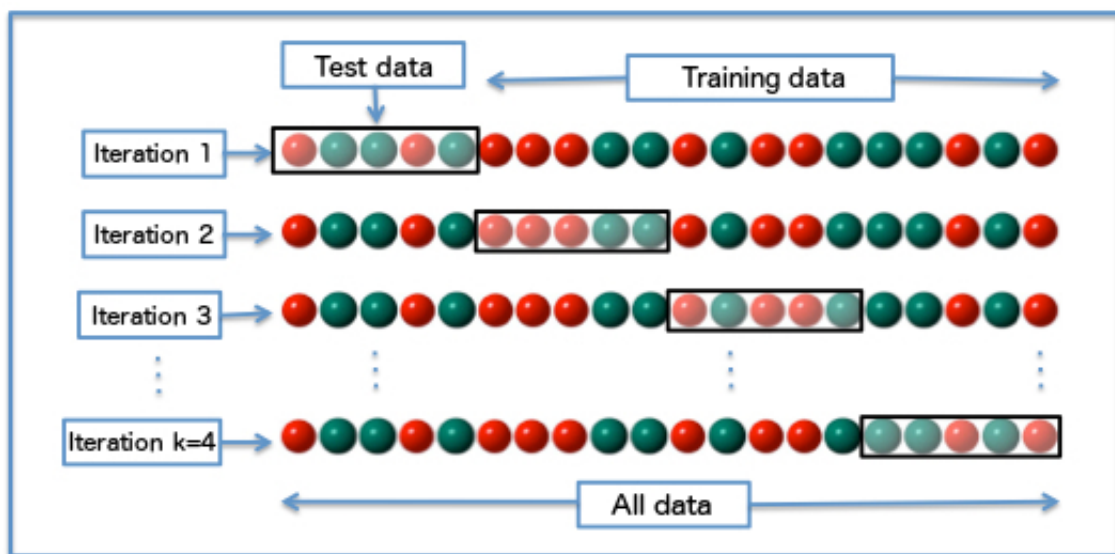 Test data
Training data
Iteration 1
Iteration 2
Iteration 3
Iteration k=4
All data